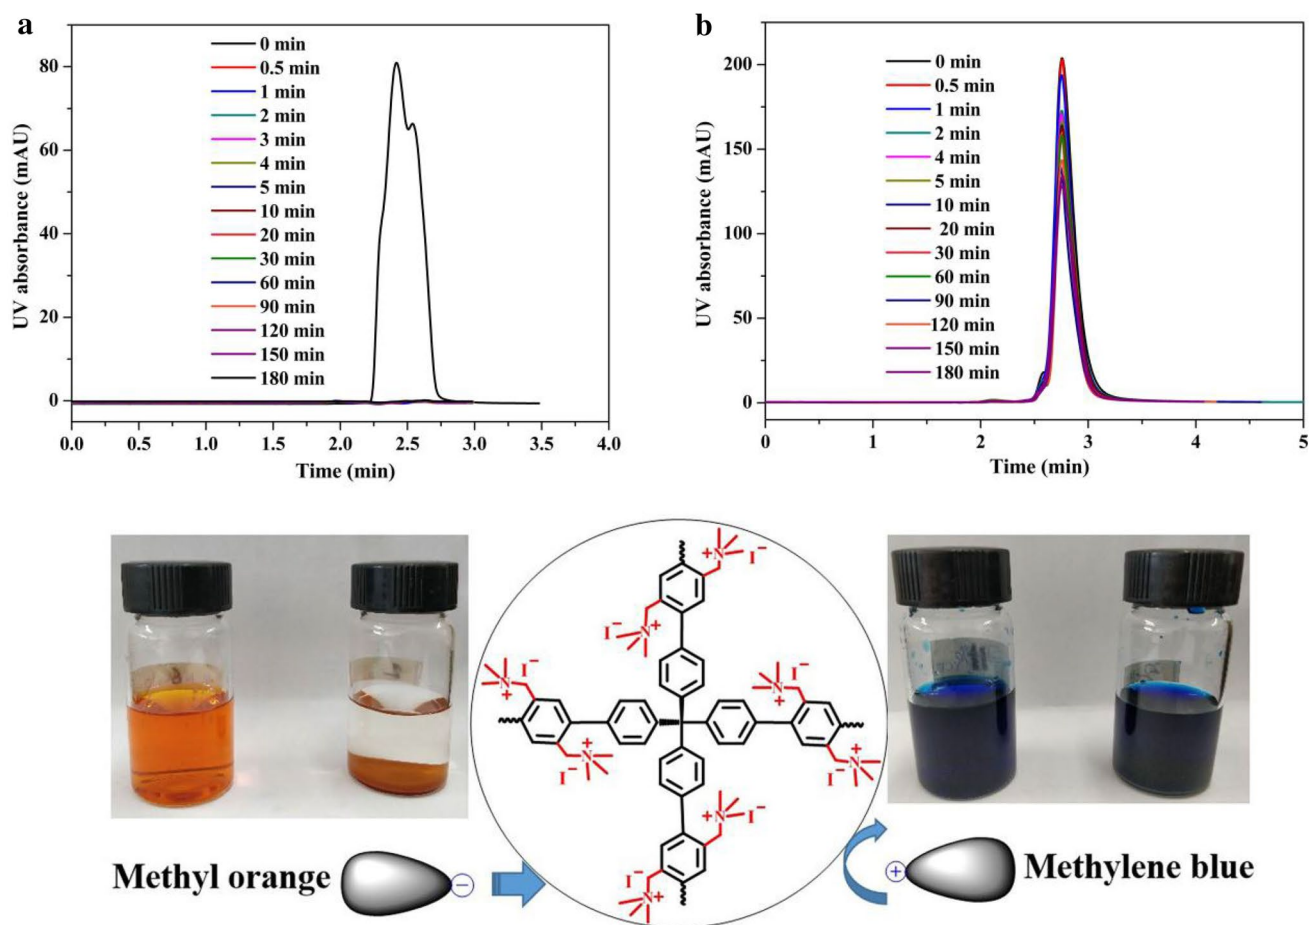 a
UV absorbance (mAU)
80
60
40
20
0
0 min
0.5 min
1 min
2 min
3 min
4 min
5 min
10 min
20 min
30 min
60 min
90 min
120 min
150 min
180 min
0.0 0.5 1.0 1.5 2.0 2.5 3.0 3.5 4.0
Time (min)
b
UV absorbance (mAU)
200
150
100
50
0
0 min
0.5 min
1 min
2 min
4 min
5 min
10 min
20 min
30 min
60 min
90 min
120 min
150 min
180 min
0 1 2 3 4 5
Time (min)
N+ I−
I− N+
N+ I−
N+ I−
I− N+
I− N+
N+ I−
I− N+
Methyl orange −
+ Methylene blue